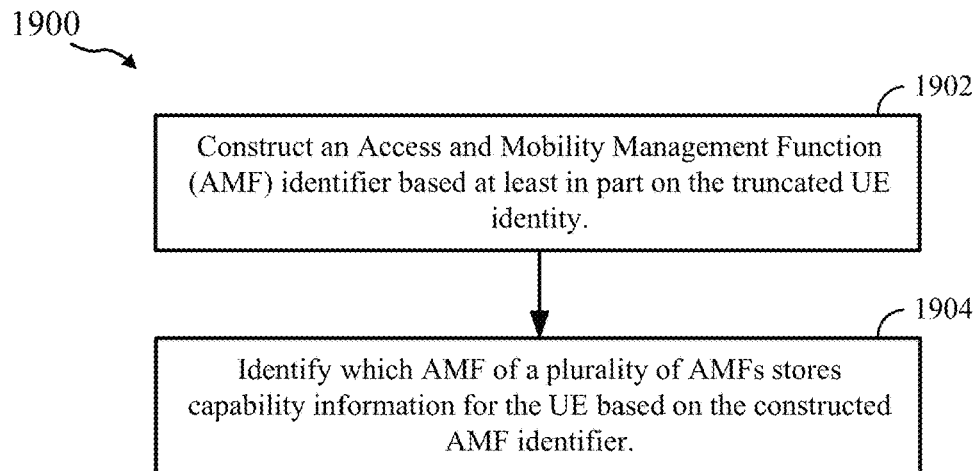 1900
1902
Construct an Access and Mobility Management Function
(AMF) identifier based at least in part on the truncated UE
identity.
1904
Identify which AMF of a plurality of AMFs stores
capability information for the UE based on the constructed
AMF identifier.